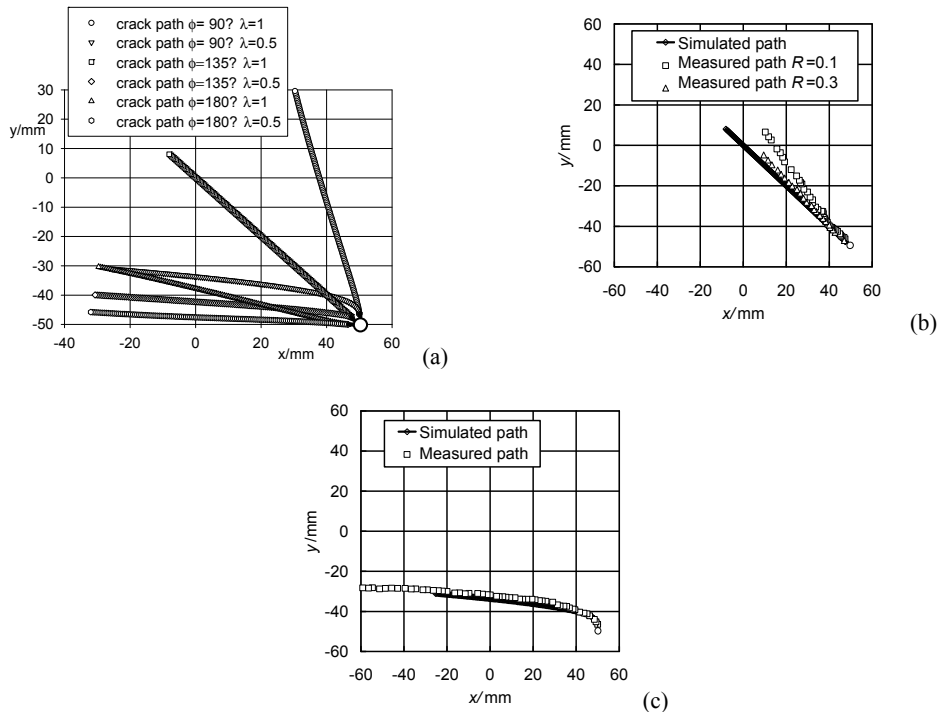 crack path ϕ= 90? λ=1
crack path ϕ= 90? λ=0.5
crack path ϕ=135? λ=1
crack path ϕ=135? λ=0.5
crack path ϕ=180? λ=1
crack path ϕ=180? λ=0.5
30
y/mm
20
10
0
-10
-20
-30
-40
-50
-40 -20 0 20 40 60
x/mm
(a)
60
40
20
0
-20
-40
-60
y/mm
Simulated path
Measured path R=0.1
Measured path R=0.3
-60 -40 -20 0 20 40 60
x/mm
(b)
60
40
20
0
-20
-40
-60
y/mm
Simulated path
Measured path
-60 -40 -20 0 20 40 60
x/mm
(c)